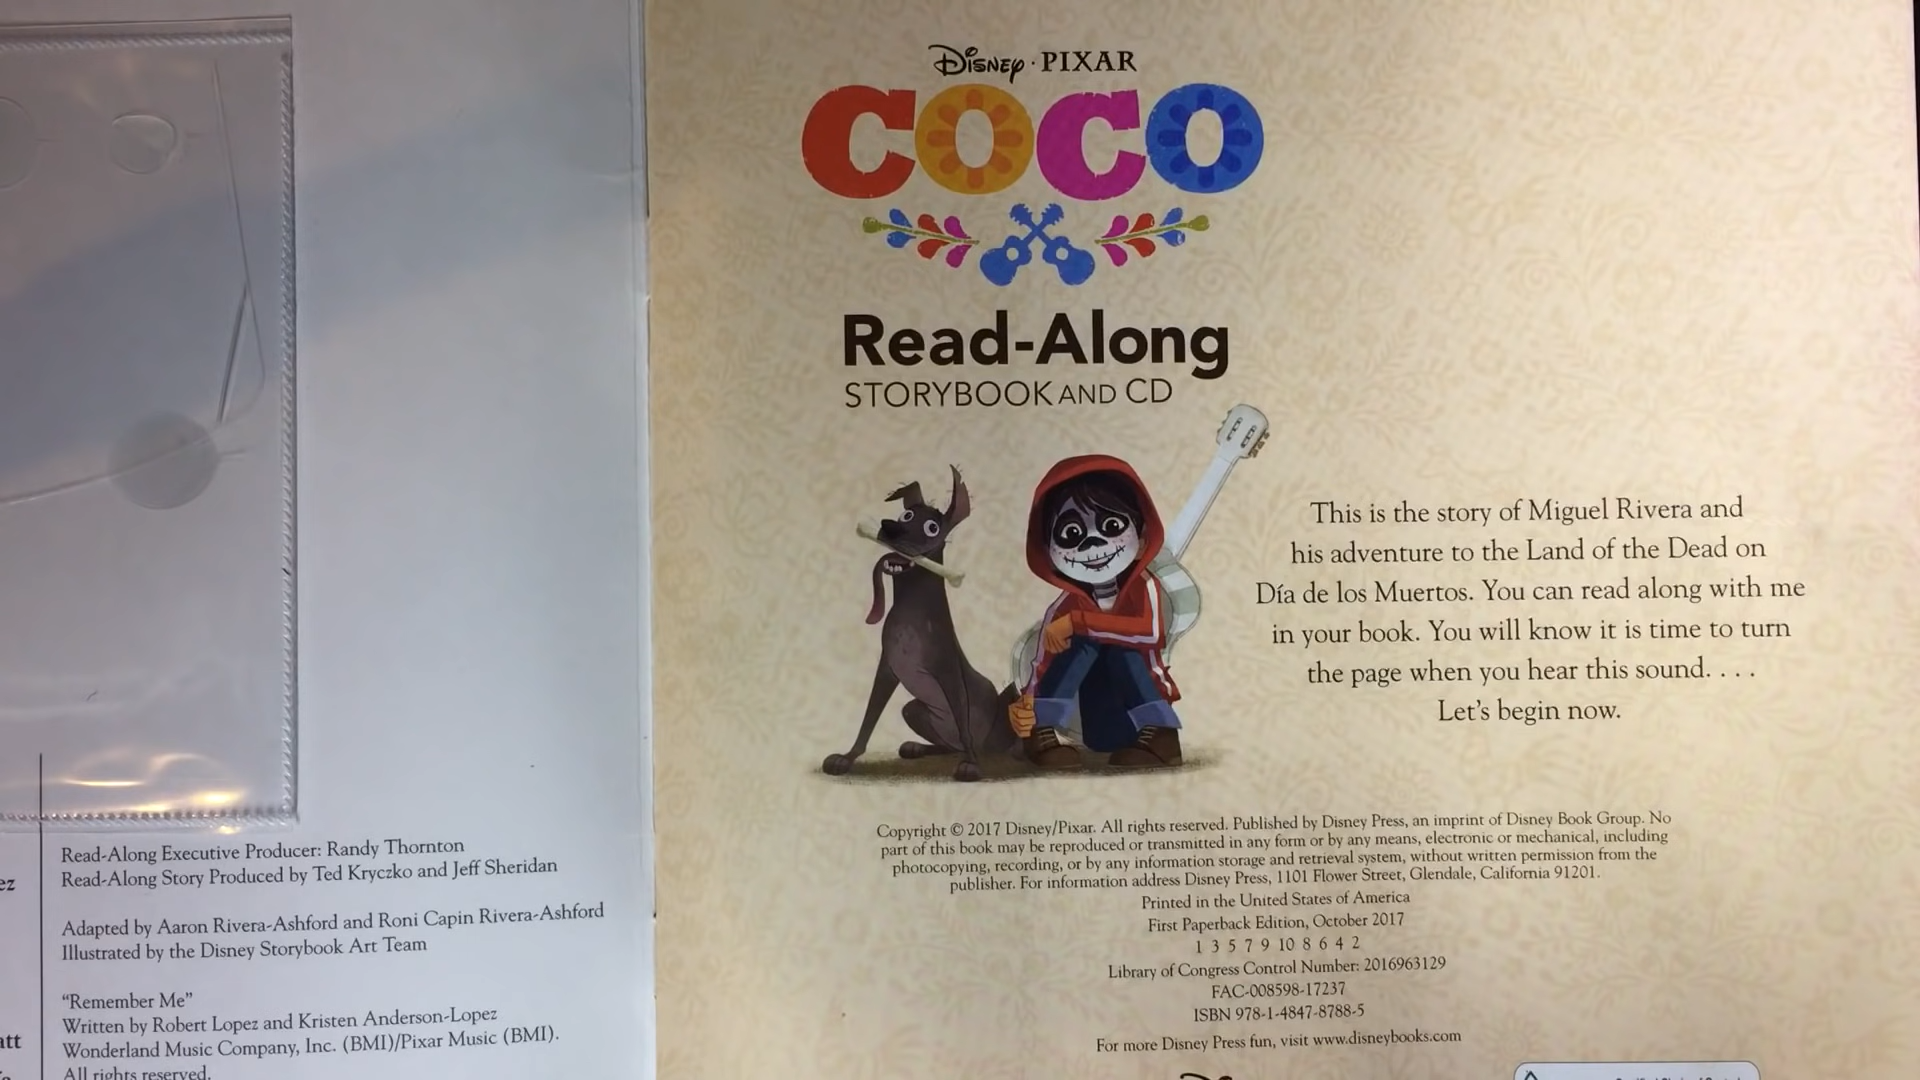 ez
att
Read-Along Executive Producer: Randy Thornton
Read-Along Story Produced by Ted Kryczko and Jeff Sheridan
Adapted by Aaron Rivera-Ashford and Roni Capin Rivera-Ashford
Illustrated by the Disney Storybook Art Team
“Remember Me”
Written by Robert Lopez and Kristen Anderson-Lopez
Wonderland Music Company, Inc. (BMI)/Pixar Music (BMI).
All rights reserved.
Disney · PIXAR
COCO
Read-Along
STORYBOOK AND CD
This is the story of Miguel Rivera and
his adventure to the Land of the Dead on
Día de los Muertos. You can read along with me
in your book. You will know it is time to turn
the page when you hear this sound. . . .
Let’s begin now.
Copyright © 2017 Disney/Pixar. All rights reserved. Published by Disney Press, an imprint of Disney Book Group. No
part of this book may be reproduced or transmitted in any form or by any means, electronic or mechanical, including
photocopying, recording, or by any information storage and retrieval system, without written permission from the
publisher. For information address Disney Press, 1101 Flower Street, Glendale, California 91201.
Printed in the United States of America
First Paperback Edition, October 2017
1 3 5 7 9 10 8 6 4 2
Library of Congress Control Number: 2016963129
FAC-008598-17237
ISBN 978-1-4847-8788-5
For more Disney Press fun, visit www.disneybooks.com